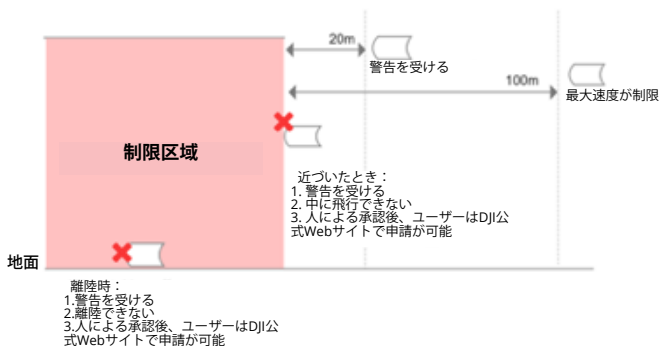 20m
警告を受ける
100m
最大速度が制限
制限区域
近づいたとき：
1. 警告を受ける
2. 中に飛行できない
3. 人による承認後、ユーザーはDJI公
式Webサイトで申請が可能
地面
離陸時：
1.警告を受ける
2.離陸できない
3.人による承認後、ユーザーはDJI公
式Webサイトで申請が可能